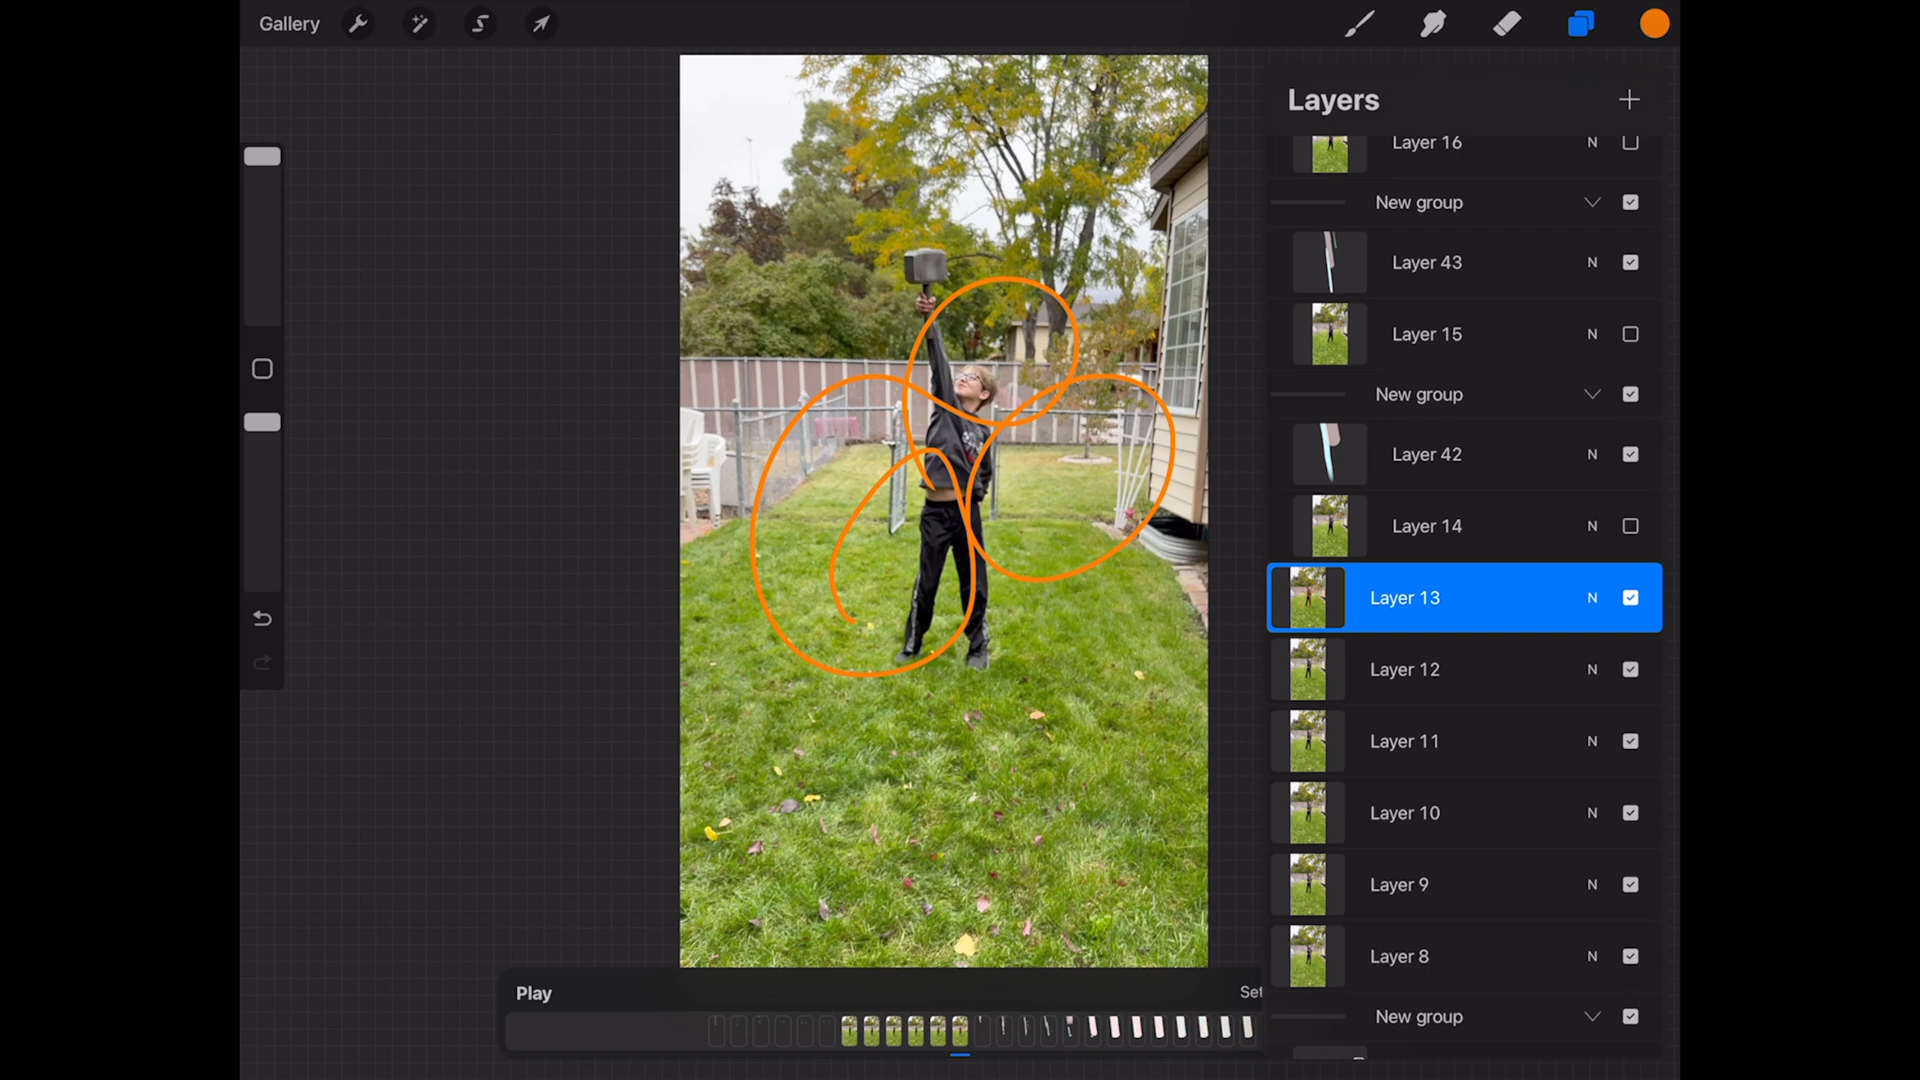 Gallery
Layers
Layer 16 N
New group
Layer 43 N
Layer 15 N
New group
Layer 42 N
Layer 14 N
Layer 13 N
Layer 12 N
Layer 11 N
Layer 10 N
Layer 9 N
Layer 8 N
New group
Play
Set